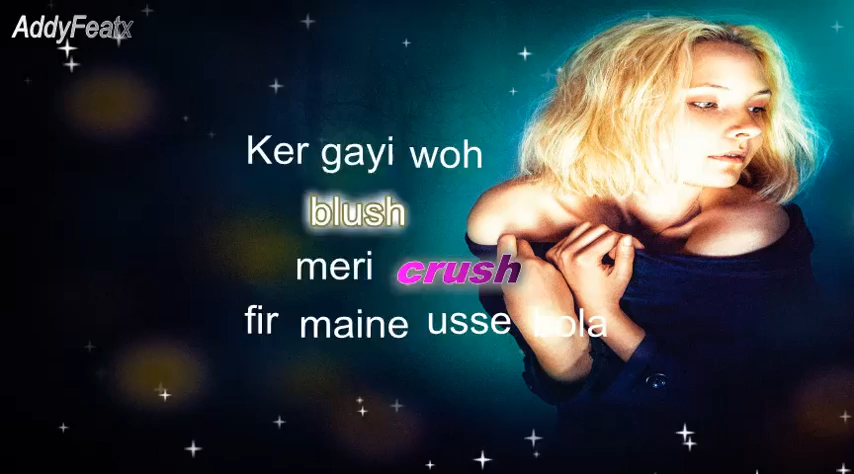 AddyFeatx
Ker gayi woh
blush
meri crush
fir maine usse bola